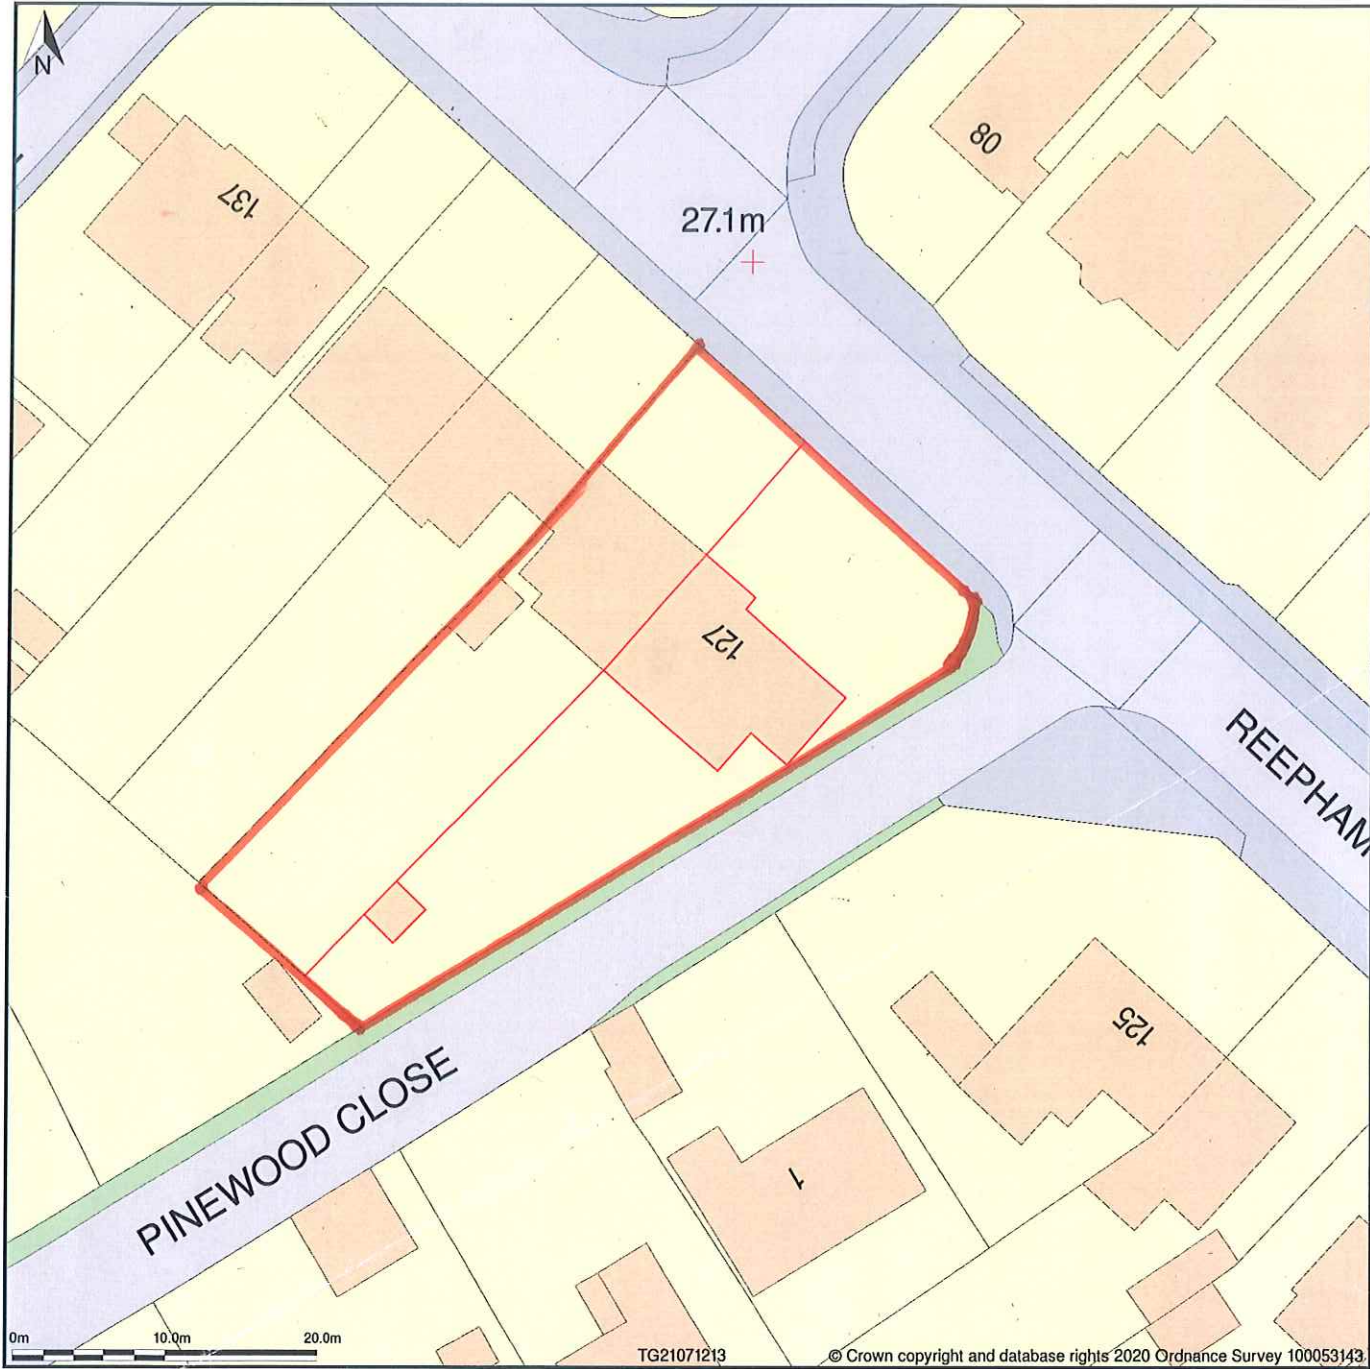 N
137
80
27.1m
127
REEPHAM
125
1
PINEWOOD CLOSE
0m 10.0m 20.0m
TG21071213
© Crown copyright and database rights 2020 Ordnance Survey 100053143